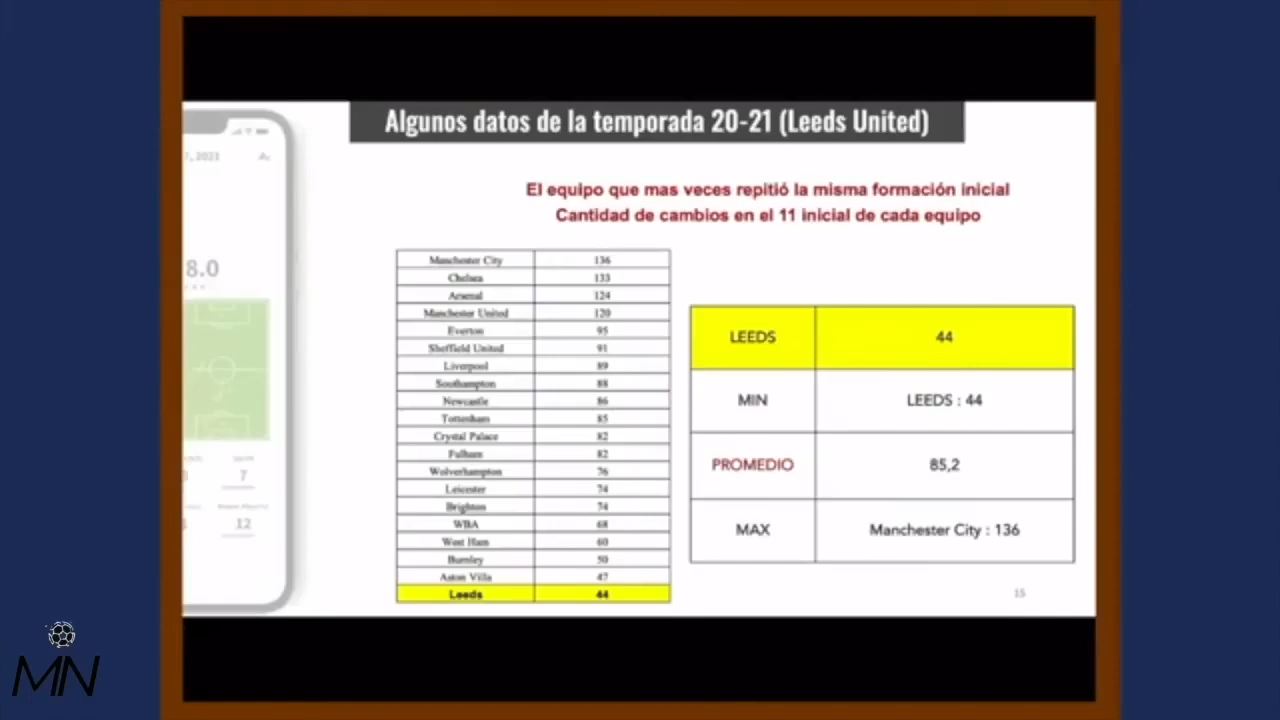 Algunos datos de la temporada 20-21 (Leeds United)
El equipo que mas veces repitió la misma formación inicial
Cantidad de cambios en el 11 inicial de cada equipo
7, 2021
8.0
7
12
Manchester City 136
Chelsea 133
Arsenal 124
Manchester United 120
Everton 95
Sheffield United 91
Liverpool 89
Southampton 88
Newcastle 86
Tottenham 85
Crystal Palace 82
Fulham 82
Wolverhampton 76
Leicester 74
Brighton 74
WBA 68
West Ham 60
Burnley 50
Aston Villa 47
Leeds 44
LEEDS 44
MIN LEEDS : 44
PROMEDIO 85,2
MAX Manchester City : 136
15
MN